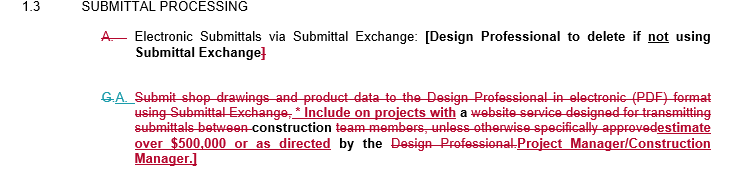 1.3 SUBMITTAL PROCESSING
A. Electronic Submittals via Submittal Exchange: [Design Professional to delete if not using
Submittal Exchange]
G.A. Submit shop drawings and product data to the Design Professional in electronic (PDF) format
using Submittal Exchange, * Include on projects with a website service designed for transmitting
submittals between construction team members, unless otherwise specifically approvedestimate
over $500,000 or as directed by the Design Professional.Project Manager/Construction
Manager.]